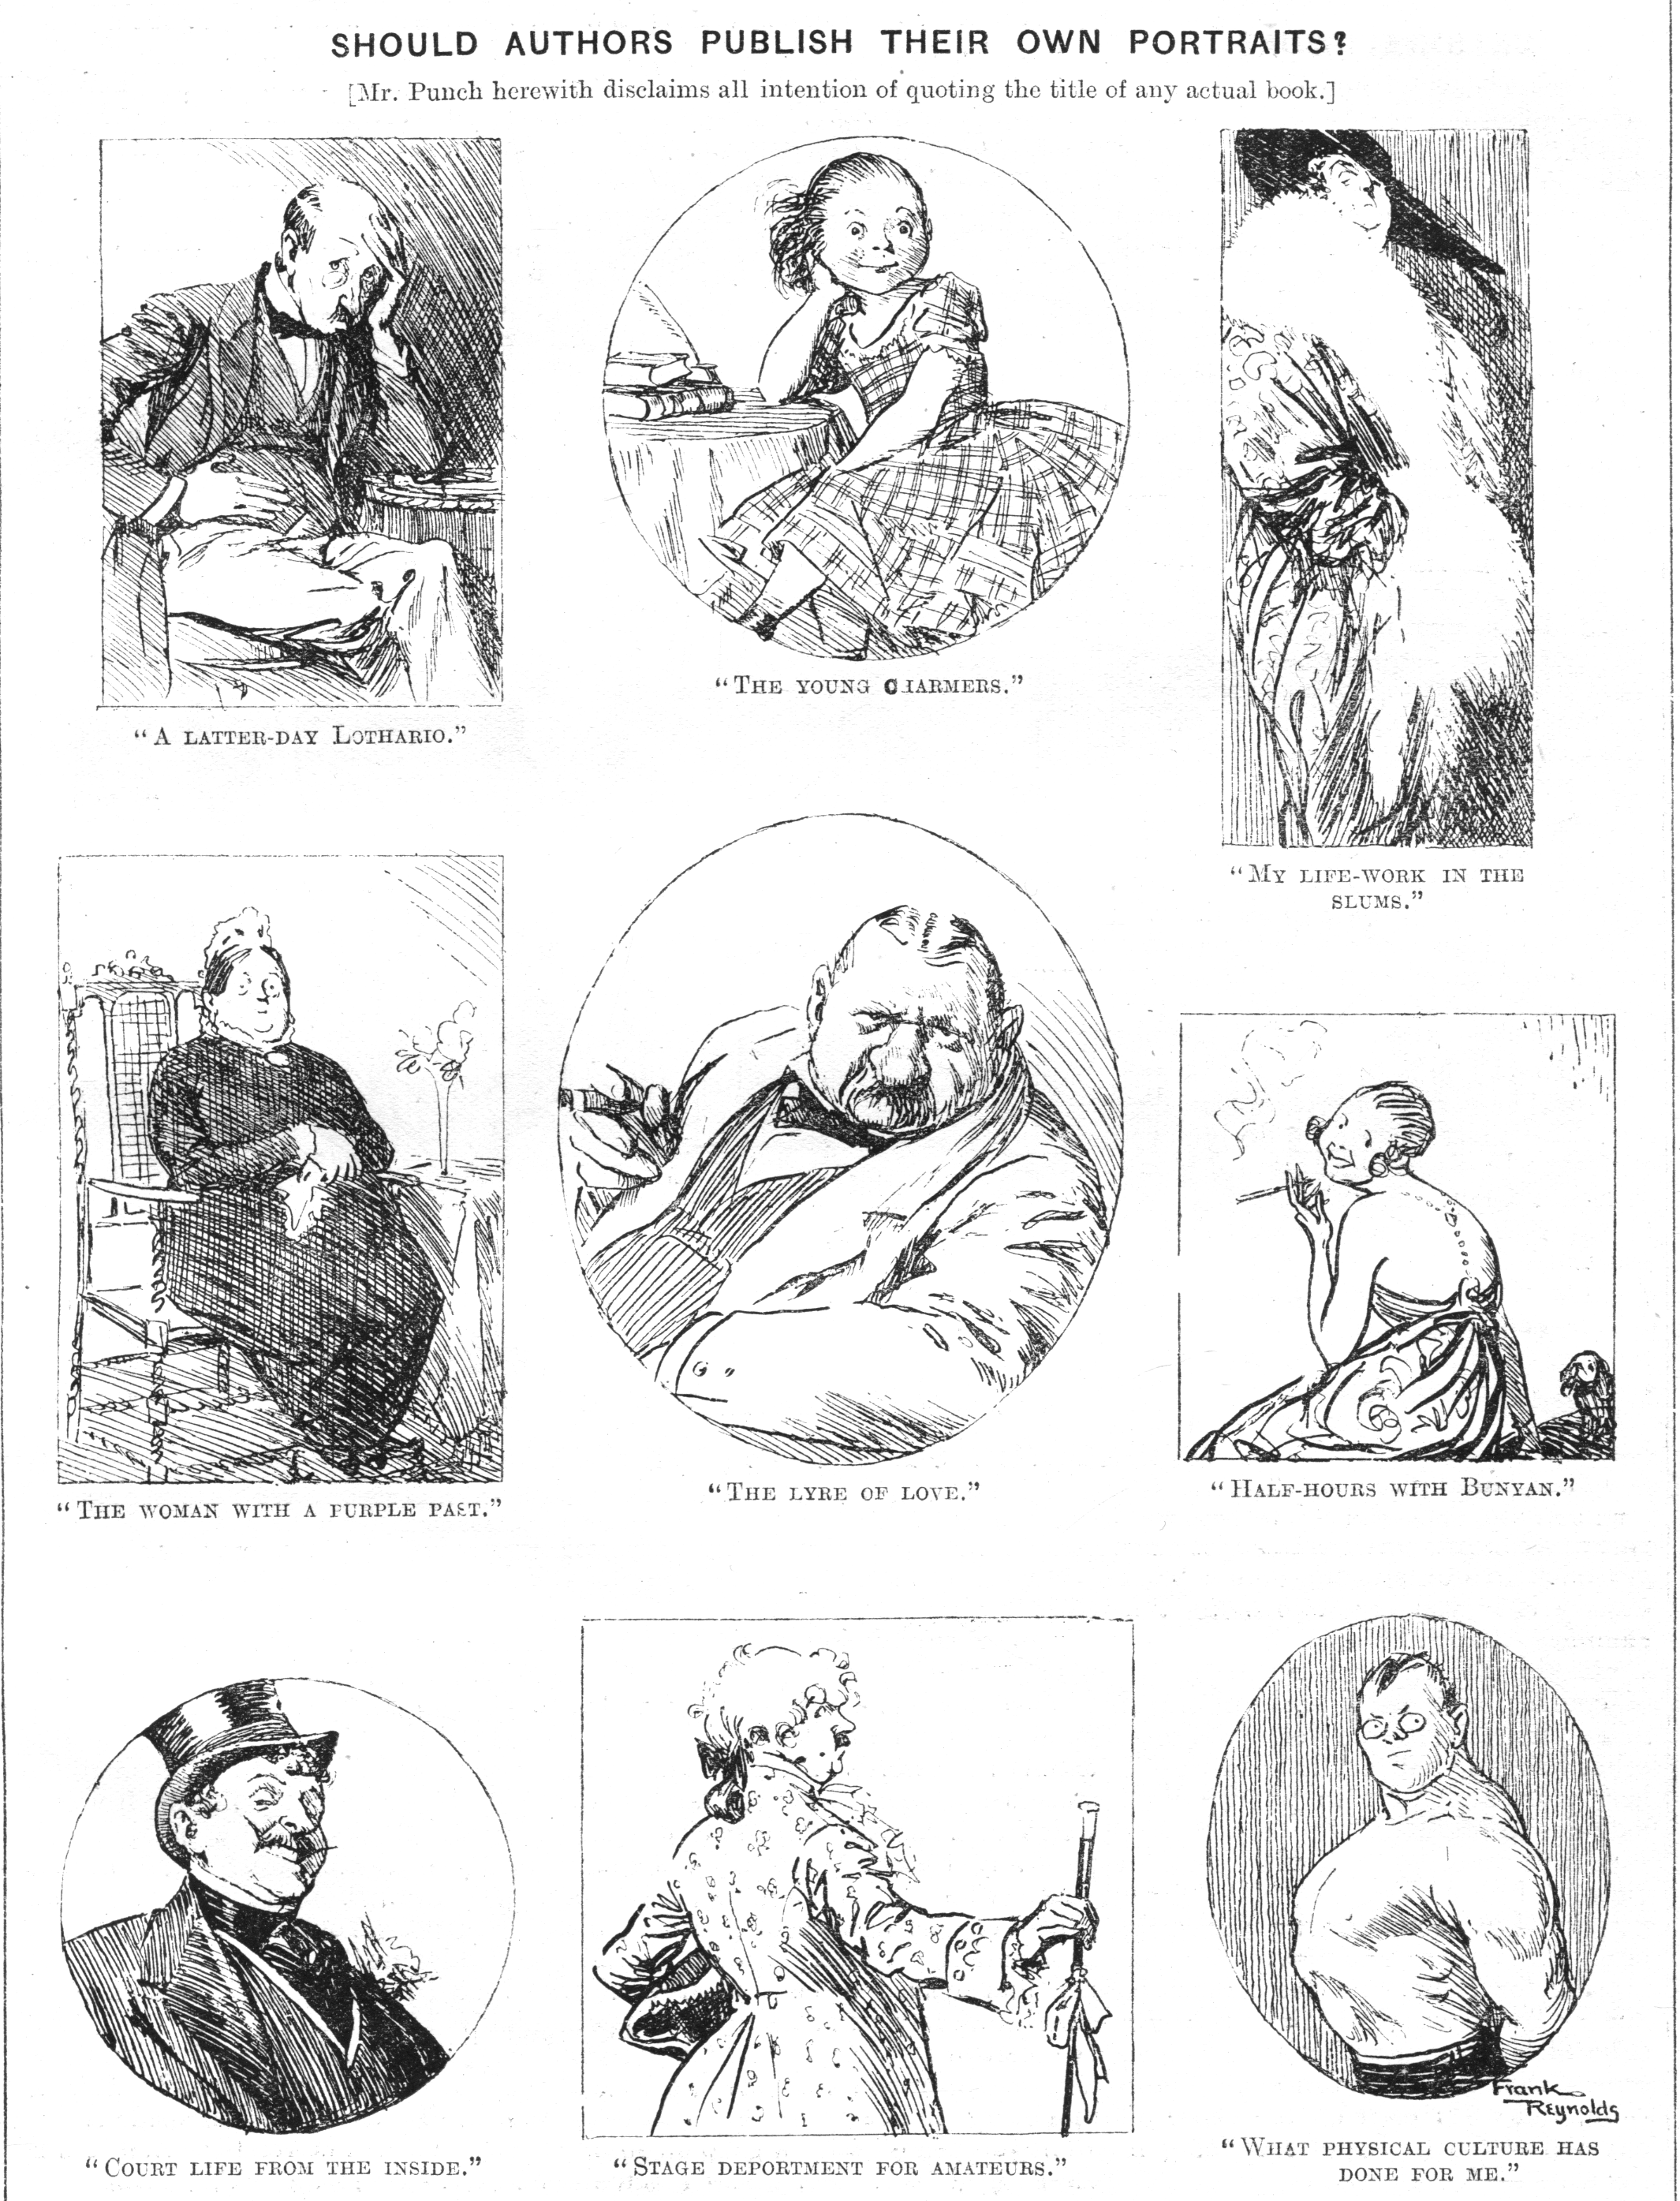 SHOULD AUTHORS PUBLISH THEIR OWN PORTRAITS?
[Mr. Punch herewith disclaims all intention of quoting the title of any actual book.]
"A LATTER-DAY LOTHARIO."
"THE YOUNG CHARMERS."
"MY LIFE-WORK IN THE
SLUMS."
"THE WOMAN WITH A PURPLE PAST."
"THE LYRE OF LOVE."
"HALF-HOURS WITH BUNYAN."
"COURT LIFE FROM THE INSIDE."
"STAGE DEPORTMENT FOR AMATEURS."
Frank
Reynolds
"WHAT PHYSICAL CULTURE HAS
DONE FOR ME."